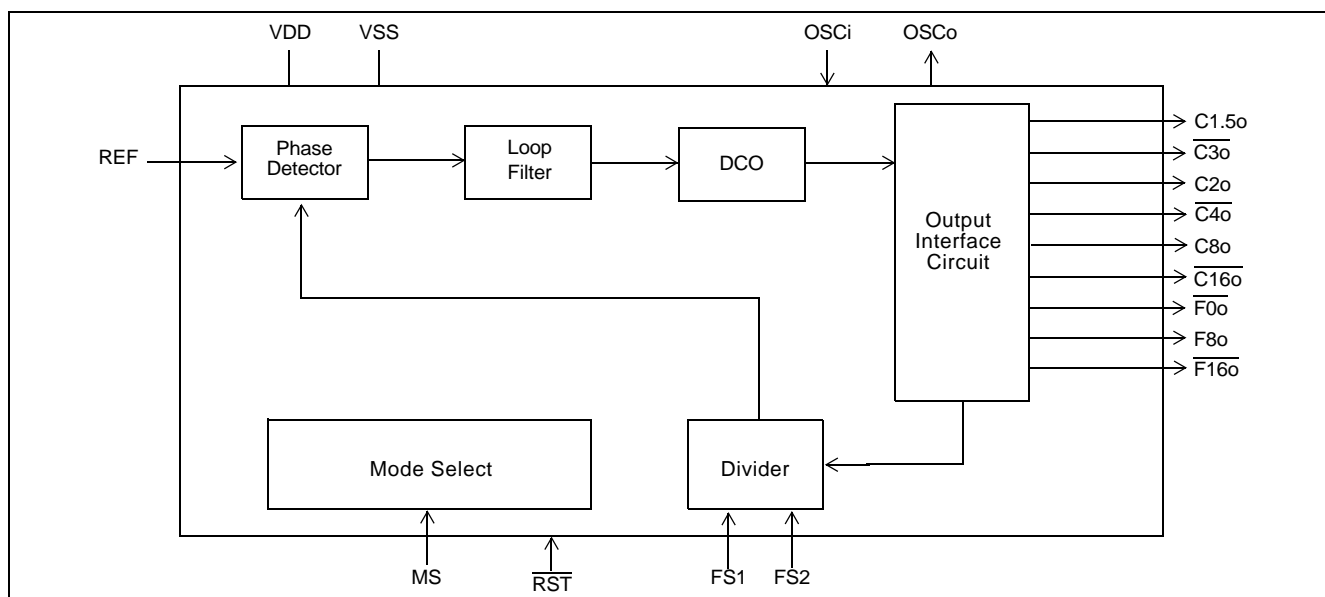 VDD
VSS
OSCi
OSCo
REF
Phase
Detector
Loop
Filter
DCO
Output
Interface
Circuit
C1.5o
C3o
C2o
C4o
C8o
C16o
F0o
F8o
F16o
Mode Select
Divider
MS
RST
FS1
FS2